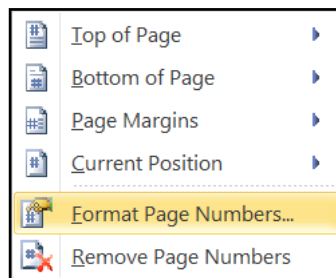 Top of Page
Bottom of Page
Page Margins
Current Position
Format Page Numbers...
Remove Page Numbers